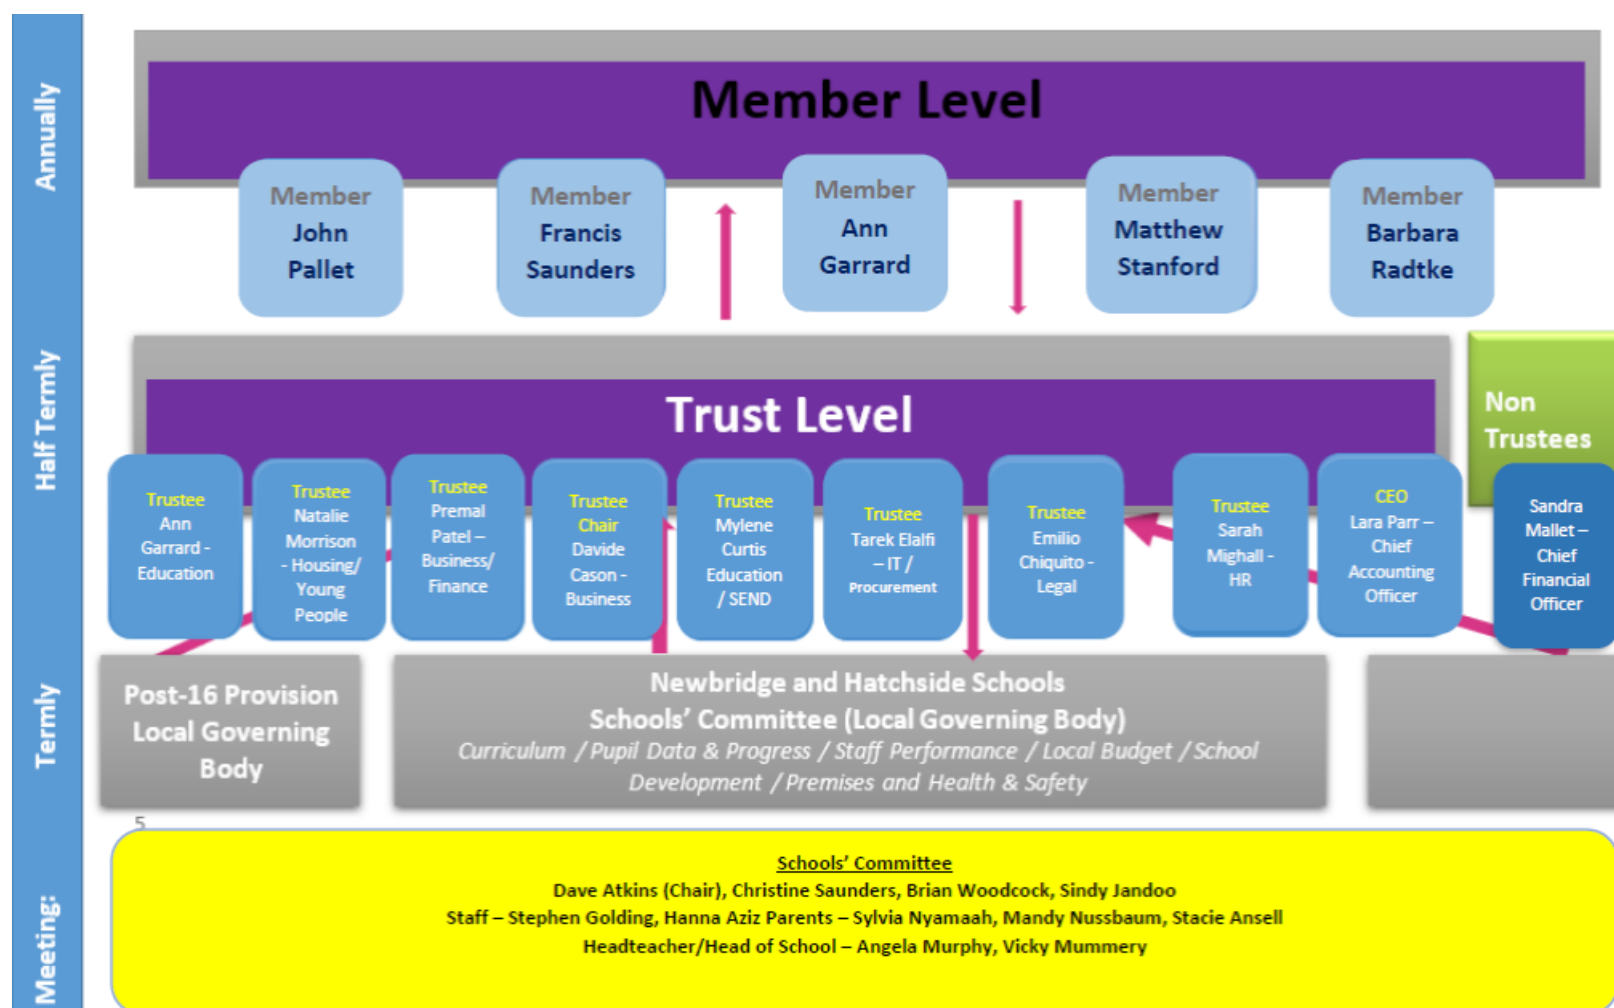 Annually
Member Level
Member
John
Pallet
Member
Francis
Saunders
Member
Ann
Garrard
Member
Matthew
Stanford
Member
Barbara
Radtke
Half Termly
Trust Level
Non
Trustees
Trustee
Ann
Garrard -
Education
Trustee
Natalie
Morrison
- Housing/
Young
People
Trustee
Premal
Patel –
Business/
Finance
Trustee
Chair
Davide
Cason -
Business
Trustee
Mylene
Curtis
Education
/ SEND
Trustee
Tarek Elalfi
– IT /
Procurement
Trustee
Emilio
Chiquito -
Legal
Trustee
Sarah
Mighall -
HR
CEO
Lara Parr –
Chief
Accounting
Officer
Sandra
Mallet –
Chief
Financial
Officer
Termly
Post-16 Provision
Local Governing
Body
Newbridge and Hatchside Schools
Schools’ Committee (Local Governing Body)
Curriculum / Pupil Data & Progress / Staff Performance / Local Budget / School
Development / Premises and Health & Safety
5
Meeting:
Schools’ Committee
Dave Atkins (Chair), Christine Saunders, Brian Woodcock, Sindy Jandoo
Staff – Stephen Golding, Hanna Aziz Parents – Sylvia Nyamaah, Mandy Nussbaum, Stacie Ansell
Headteacher/Head of School – Angela Murphy, Vicky Mummery